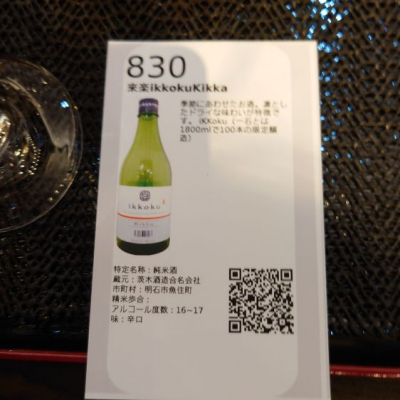 830
来楽ikkokuKikka
季節にあわせたお酒。凛とし
たドライな味わいが特徴で
す。 iKKoku（一石とは
1800mlで100本の限定醸
造）
ikkoku
特定名称：純米酒
蔵元：茨木酒造合名会社
市町村：明石市魚住町
精米歩合：
アルコール度数：16~17
味：辛口